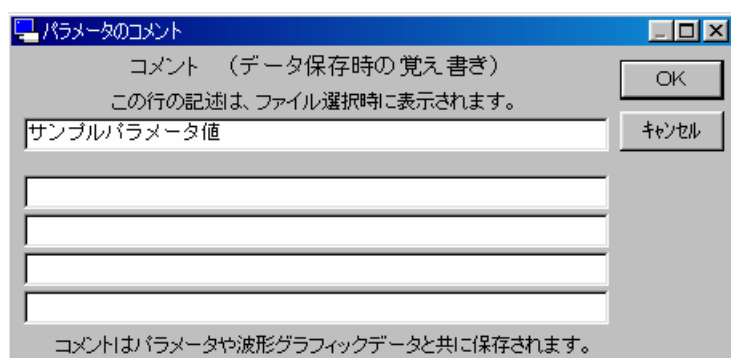 パラメータのコメント
コメント （データ保存時の覚え書き）
OK
この行の記述は、ファイル選択時に表示されます。
サンプルパラメータ値
キャンセル
コメントはパラメータや波形グラフィックデータと共に保存されます。